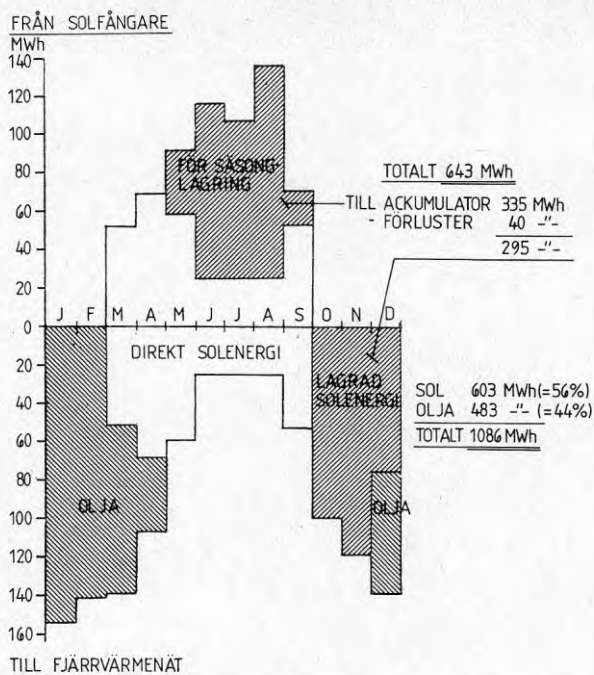 FRÅN SOLFÅNGARE
MWh
140
120
100
80
60
40
20
0
20
40
60
80
100
120
140
160
FÖR SÄSONG-
LAGRING
TOTALT 643 MWh
TILL ACKUMULATOR 335 MWh
- FÖRLUSTER 40 -"-
295 -"-
J F M A M J J A S O N D
DIREKT SOLENERGI
LAGRAD
SOLENERGI
SOL 603 MWh (=56%)
OLJA 483 -"- (=44%)
TOTALT 1086 MWh
OLJA
OLJA
TILL FJÄRRVÄRMENÄT